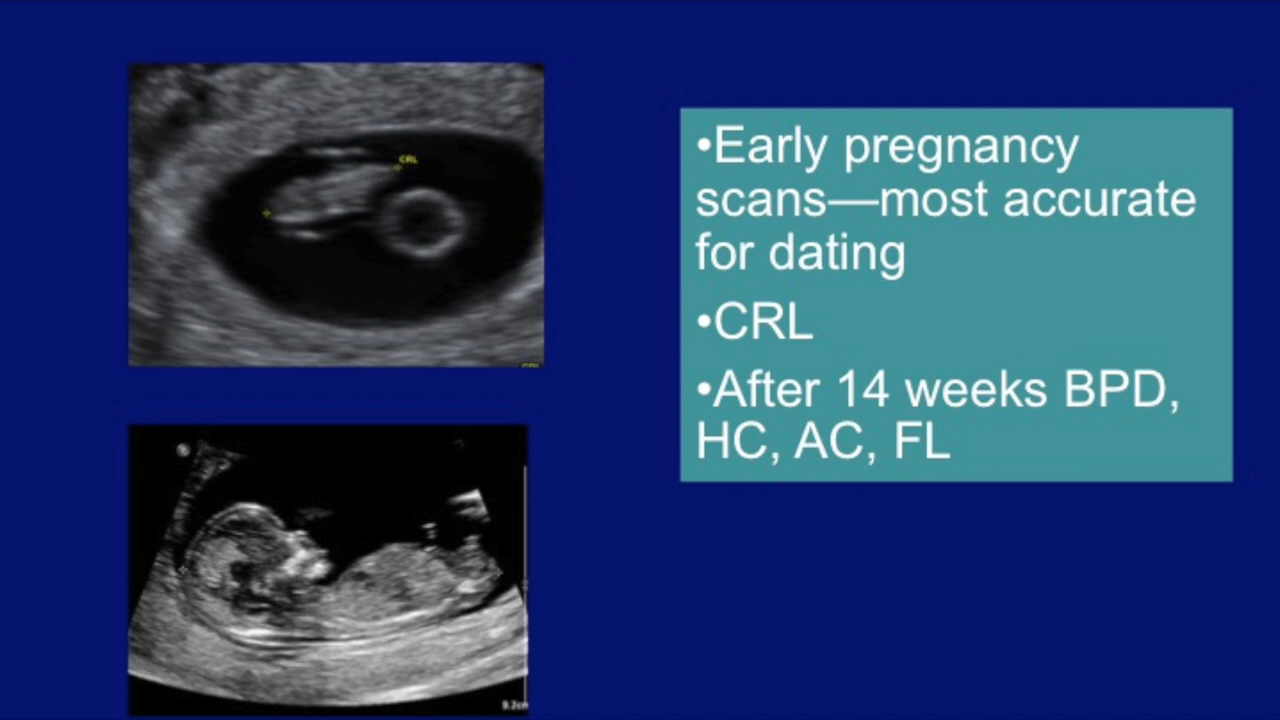 CRL
•Early pregnancy
scans—most accurate
for dating
•CRL
•After 14 weeks BPD,
HC, AC, FL